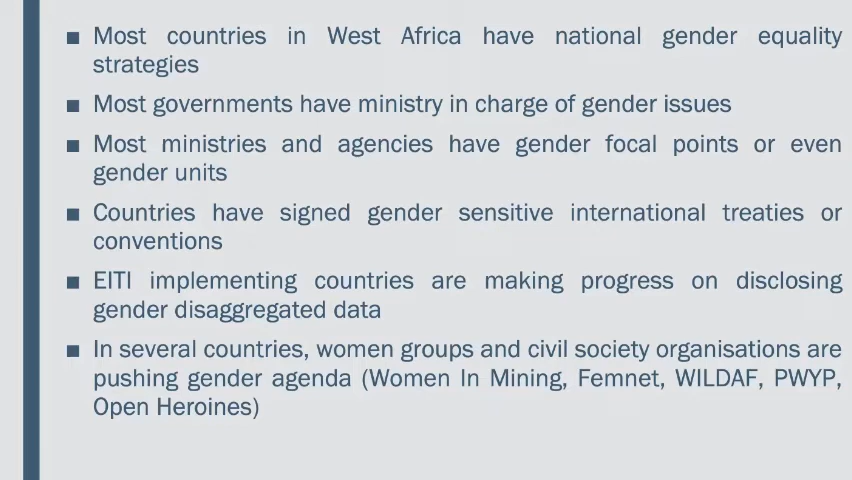 ■ Most countries in West Africa have national gender equality
strategies
■ Most governments have ministry in charge of gender issues
■ Most ministries and agencies have gender focal points or even
gender units
■ Countries have signed gender sensitive international treaties or
conventions
■ EITI implementing countries are making progress on disclosing
gender disaggregated data
■ In several countries, women groups and civil society organisations are
pushing gender agenda (Women In Mining, Femnet, WILDAF, PWYP,
Open Heroines)